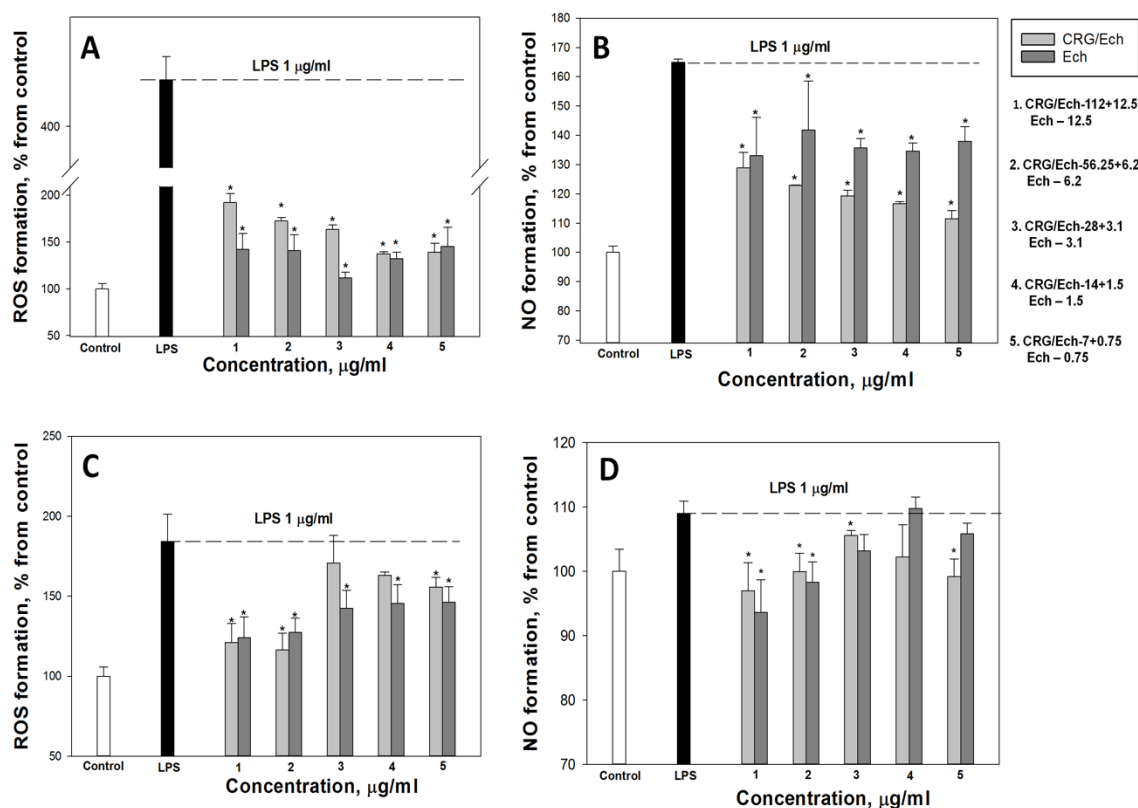 A
ROS formation, % from control
400
200
150
100
50
LPS 1 μg/ml
* * * * * * * * * *
Control LPS 1 2 3 4 5
Concentration, μg/ml
B
NO formation, % from control
180
170
160
150
140
130
120
110
100
90
80
70
LPS 1 μg/ml
* * * * * * * * * *
Control LPS 1 2 3 4 5
Concentration, μg/ml
CRG/Ech
Ech
1. CRG/Ech-112+12.5
Ech – 12.5
2. CRG/Ech-56.25+6.2
Ech – 6.2
3. CRG/Ech-28+3.1
Ech – 3.1
4. CRG/Ech-14+1.5
Ech – 1.5
5. CRG/Ech-7+0.75
Ech – 0.75
C
ROS formation, % from control
250
200
150
100
50
LPS 1 μg/ml
* * * * * * * *
Control LPS 1 2 3 4 5
Concentration, μg/ml
D
NO formation, % from control
120
110
100
90
80
70
LPS 1 μg/ml
* * * * * *
Control LPS 1 2 3 4 5
Concentration, μg/ml